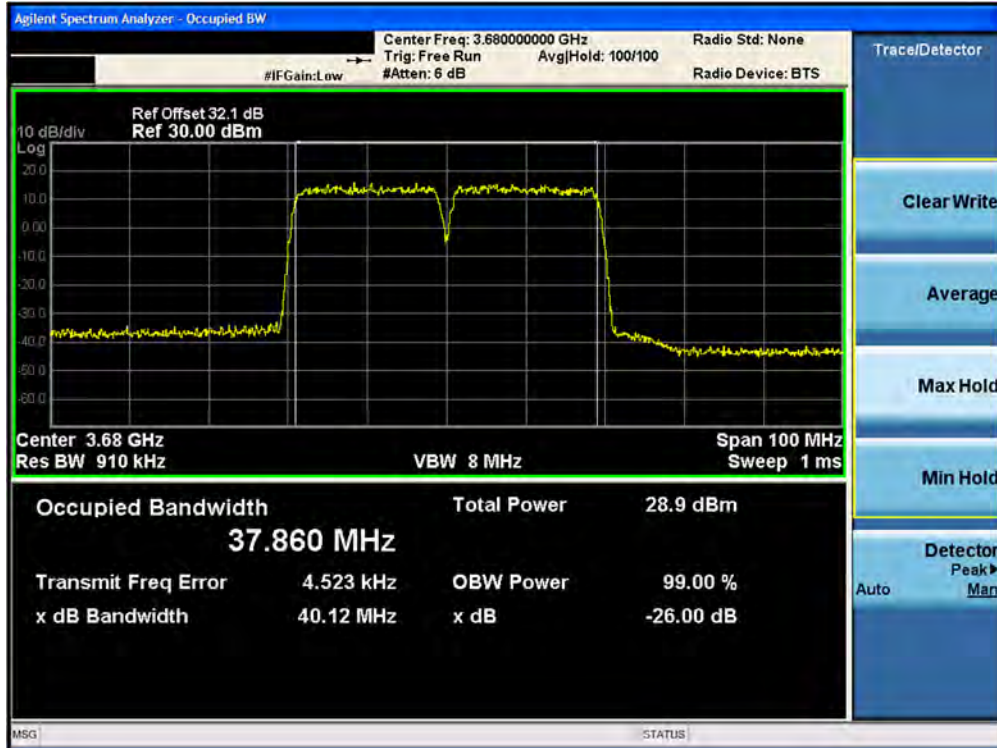 Agilent Spectrum Analyzer - Occupied BW
Center Freq: 3.680000000 GHz Radio Std: None
Trig: Free Run Avg|Hold: 100/100
#IFGain:Low #Atten: 6 dB Radio Device: BTS
Trace/Detector
Ref Offset 32.1 dB
10 dB/div Ref 30.00 dBm
Log
20.0
10.0
0.00
-10.0
-20.0
-30.0
-40.0
-50.0
-60.0
Center 3.68 GHz Span 100 MHz
Res BW 910 kHz VBW 8 MHz Sweep 1 ms
Occupied Bandwidth Total Power 28.9 dBm
37.860 MHz
Transmit Freq Error 4.523 kHz OBW Power 99.00 %
x dB Bandwidth 40.12 MHz x dB -26.00 dB
Clear Write
Average
Max Hold
Min Hold
Detector
Peak
Auto Man
MSG STATUS